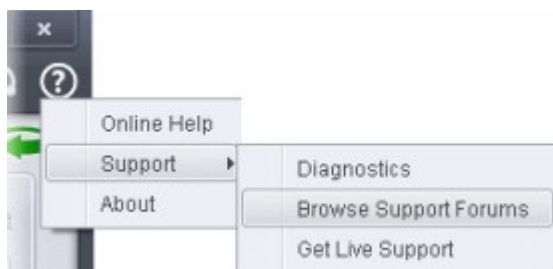 Online Help
Support
About
Diagnostics
Browse Support Forums
Get Live Support